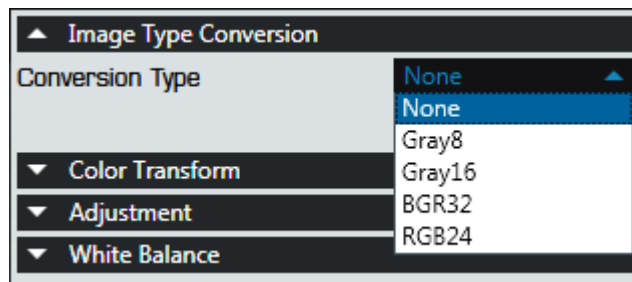 Image Type Conversion
Conversion Type None
None
Gray8
Gray16
BGR32
RGB24
Color Transform
Adjustment
White Balance